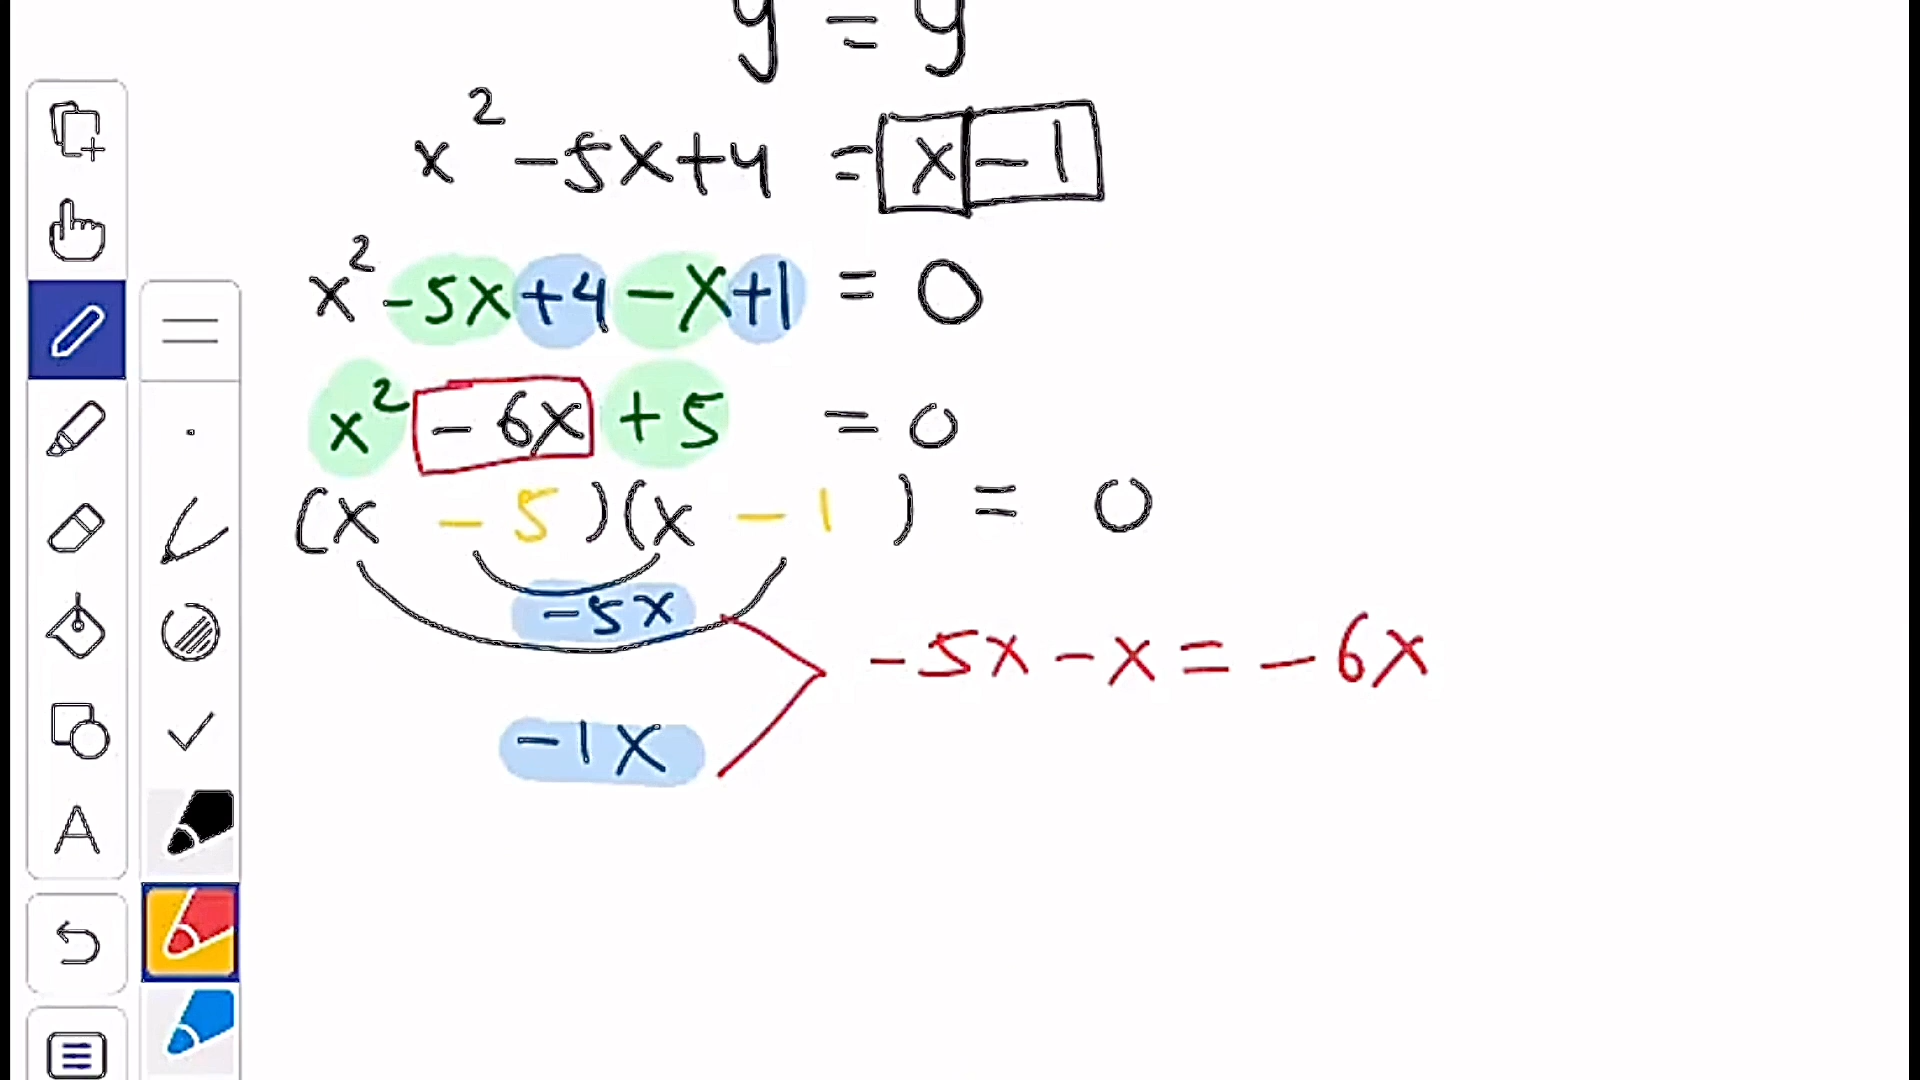 y = y
x² - 5x + 4 = x - 1
x² - 5x + 4 - x + 1 = 0
x² - 6x + 5 = 0
(x - 5)(x - 1) = 0
-5x
-5x - x = -6x
-1x
A